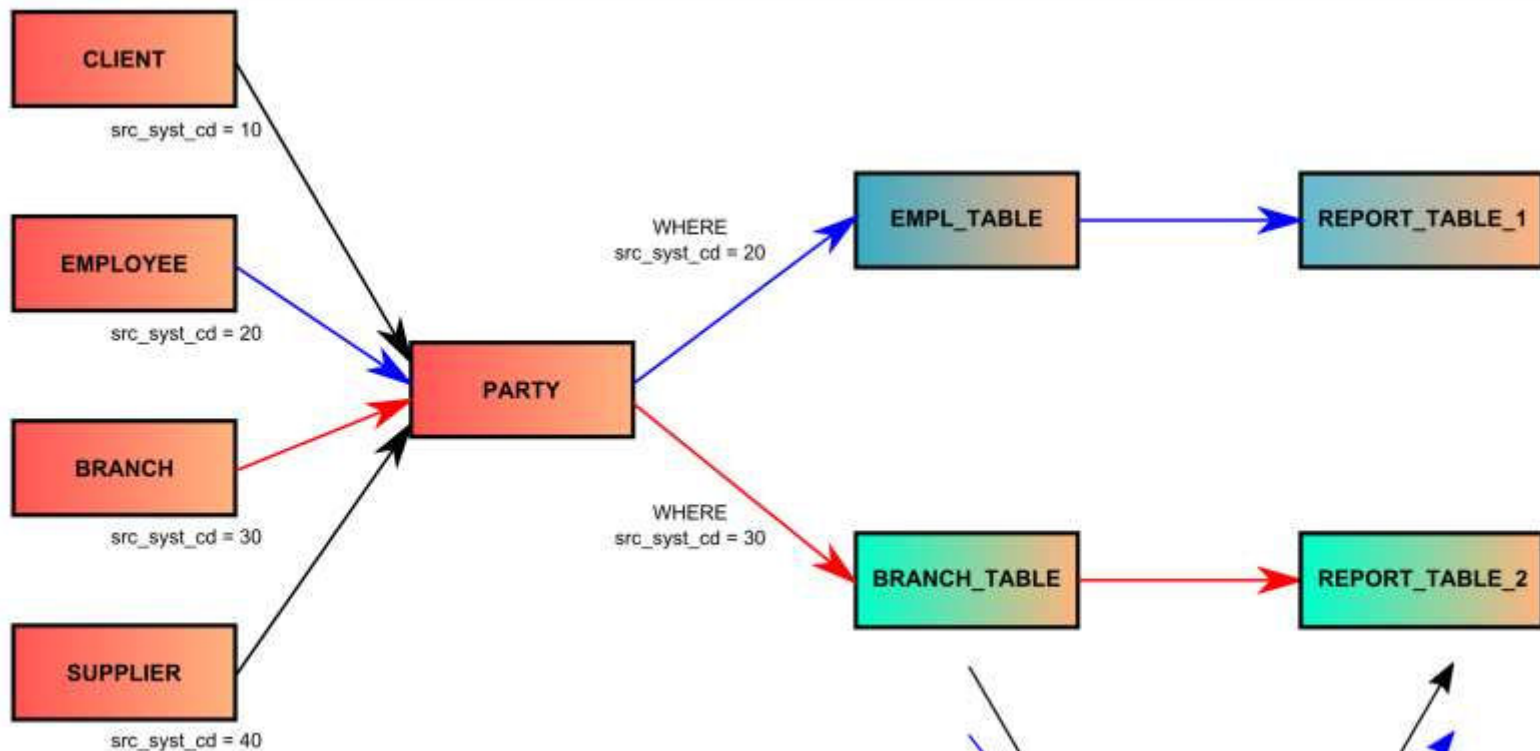 CLIENT
src_syst_cd = 10
EMPLOYEE
src_syst_cd = 20
BRANCH
src_syst_cd = 30
SUPPLIER
src_syst_cd = 40
PARTY
WHERE
src_syst_cd = 20
EMPL_TABLE
REPORT_TABLE_1
WHERE
src_syst_cd = 30
BRANCH_TABLE
REPORT_TABLE_2